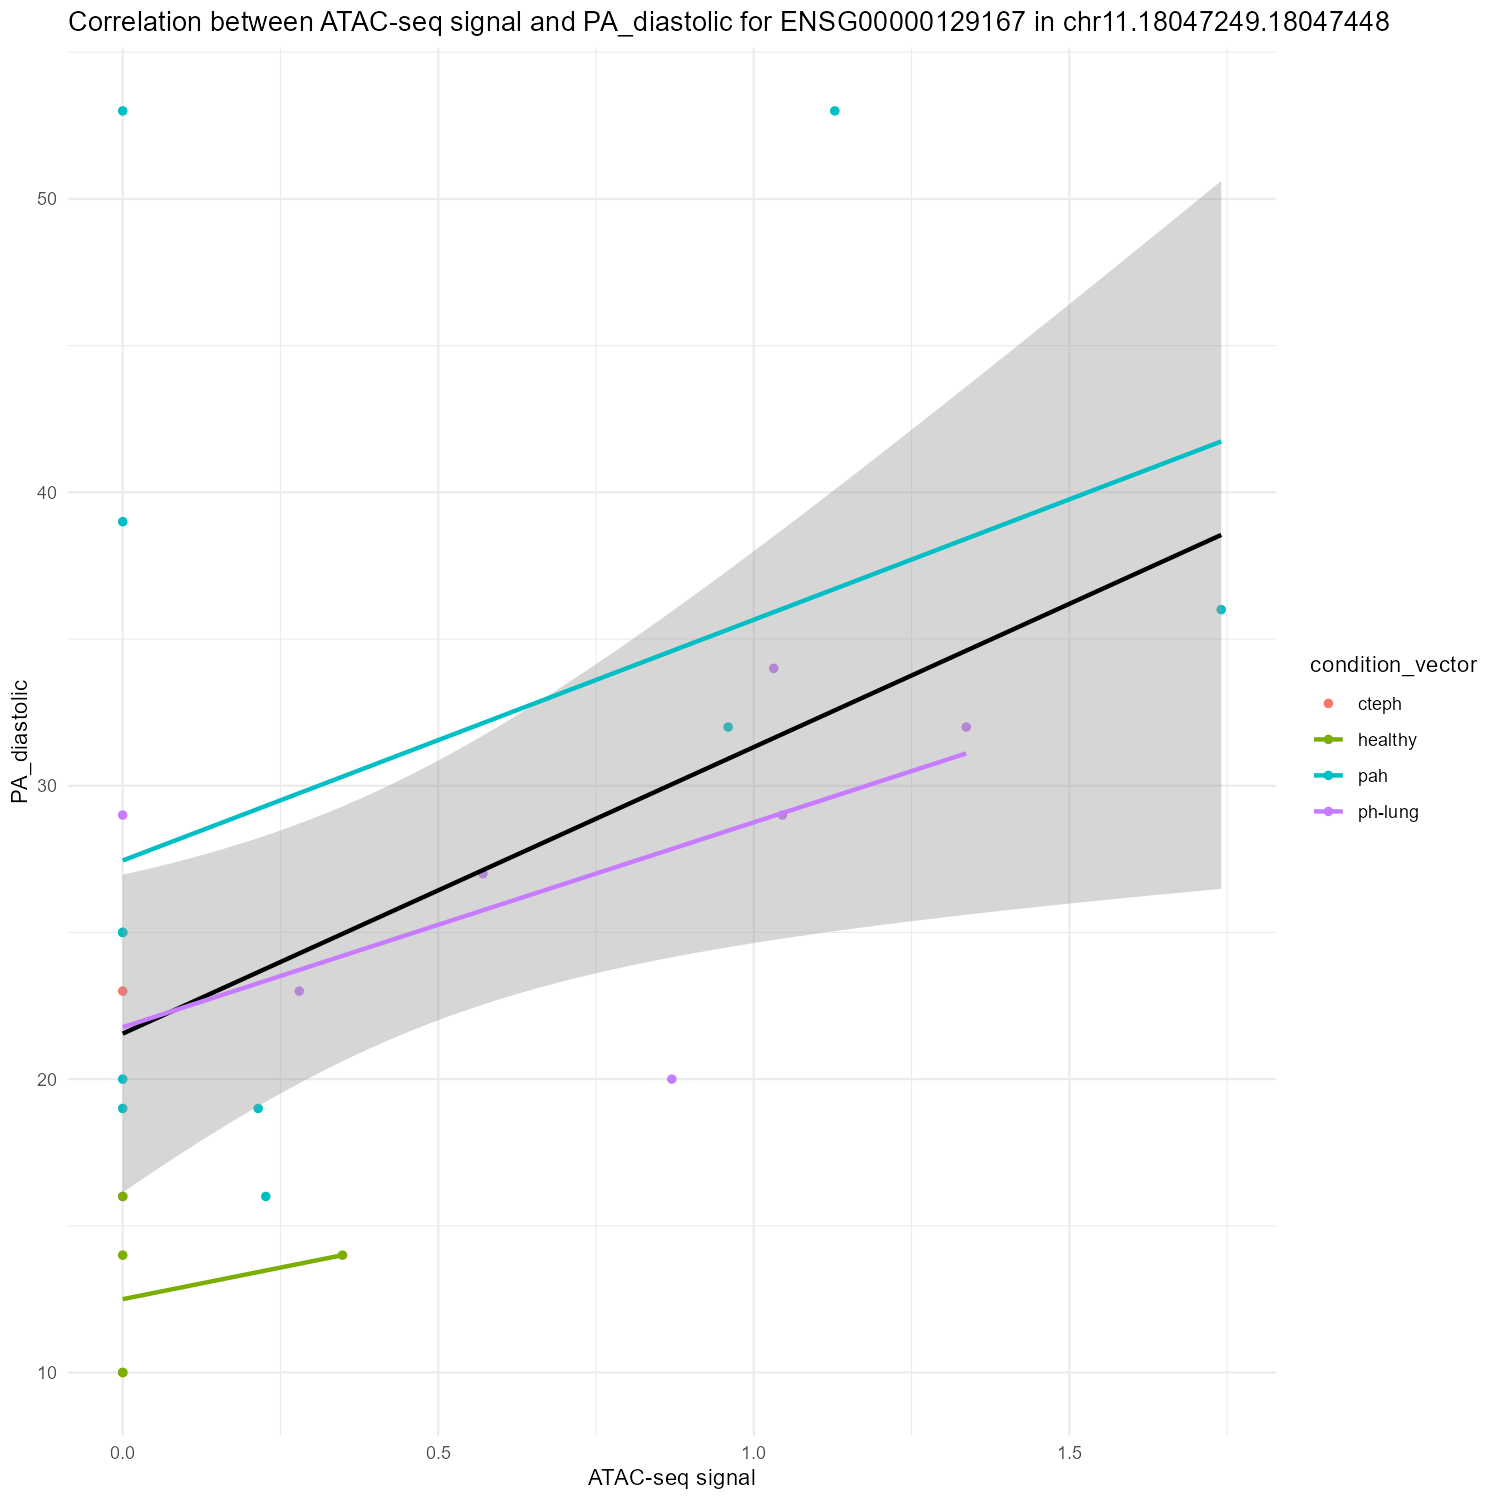 Correlation between ATAC-seq signal and PA_diastolic for ENSG00000129167 in chr11.18047249.18047448
50
40
30
20
10
PA_diastolic
0.0 0.5 1.0 1.5
ATAC-seq signal
condition_vector
cteph
healthy
pah
ph-lung